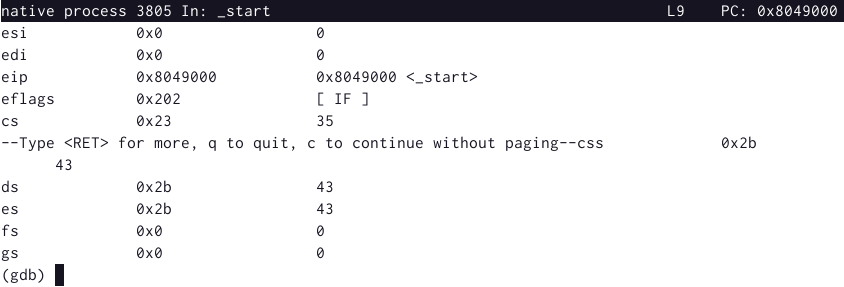 native process 3805 In: _start L9 PC: 0x8049000
esi 0x0 0
edi 0x0 0
eip 0x8049000 0x8049000 <_start>
eflags 0x202 [ IF ]
cs 0x23 35
--Type <RET> for more, q to quit, c to continue without paging--css 0x2b
43
ds 0x2b 43
es 0x2b 43
fs 0x0 0
gs 0x0 0
(gdb)